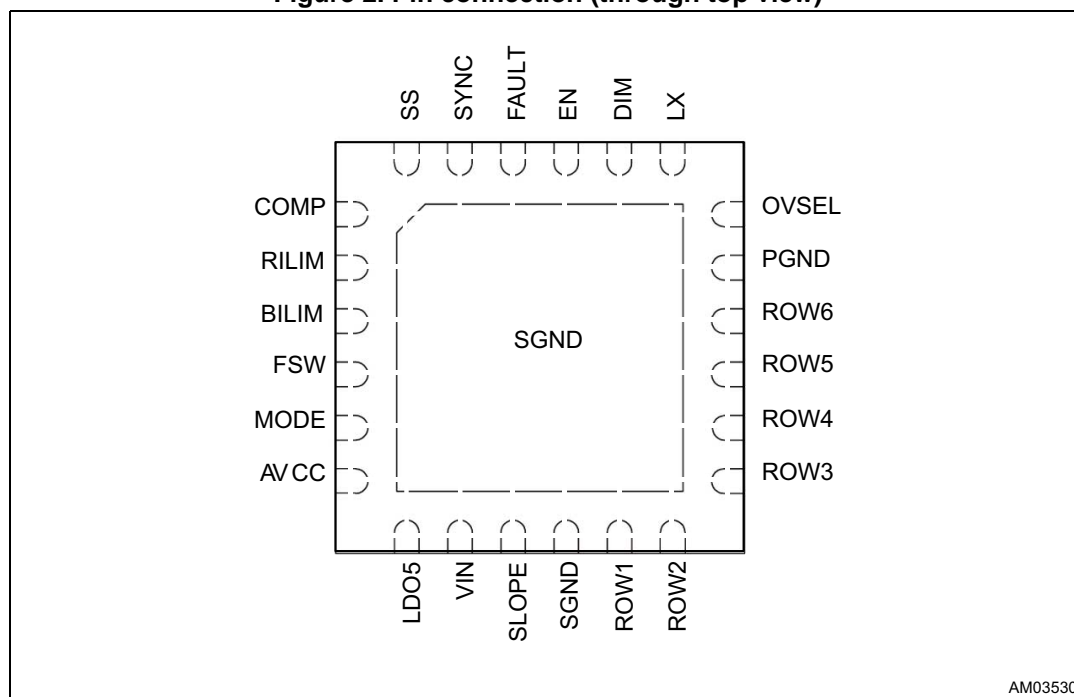 Figure 2. Pin connection (through top view)
SS
SYNC
FAULT
EN
DIM
LX
COMP
RILIM
BILIM
FSW
MODE
AVCC
SGND
OVSEL
PGND
ROW6
ROW5
ROW4
ROW3
LDO5
VIN
SLOPE
SGND
ROW1
ROW2
AM03530